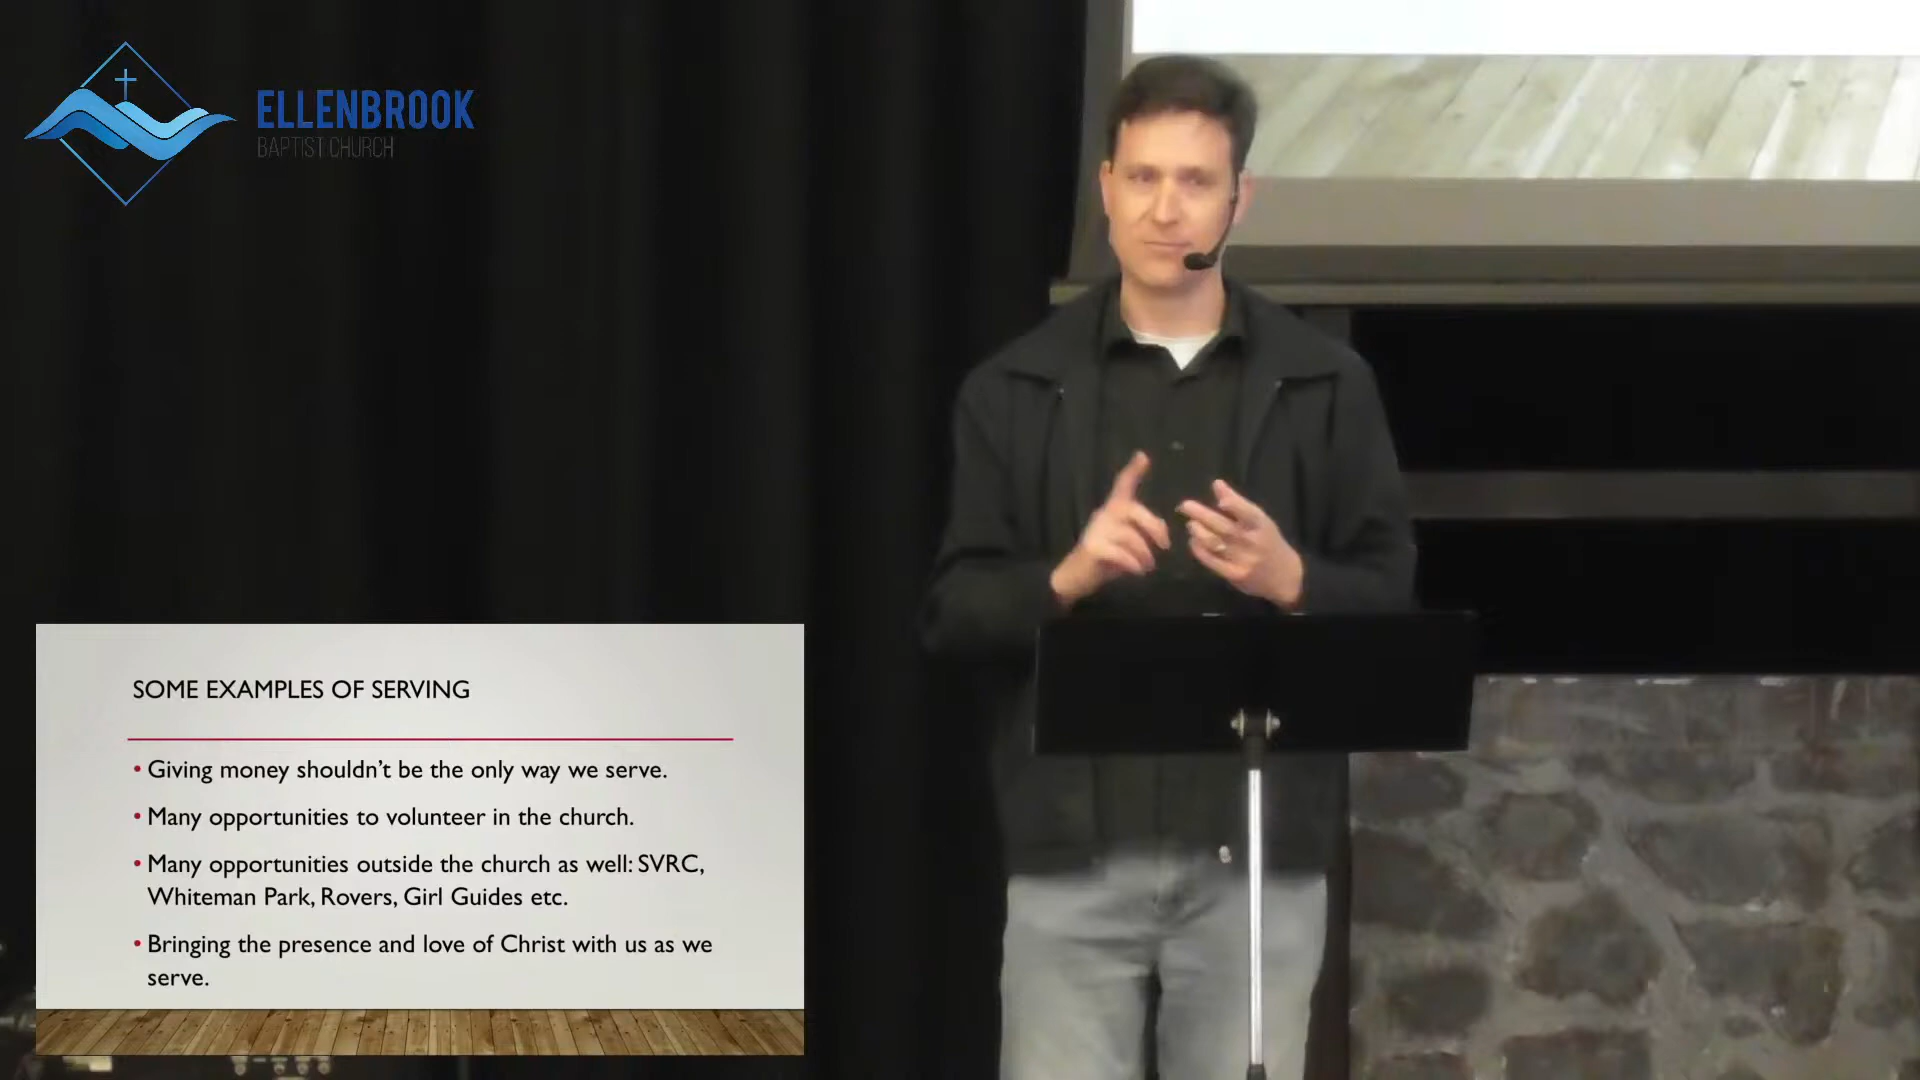 ELLENBROOK
BAPTIST CHURCH
SOME EXAMPLES OF SERVING
• Giving money shouldn't be the only way we serve.
• Many opportunities to volunteer in the church.
• Many opportunities outside the church as well: SVRC,
Whiteman Park, Rovers, Girl Guides etc.
• Bringing the presence and love of Christ with us as we
serve.